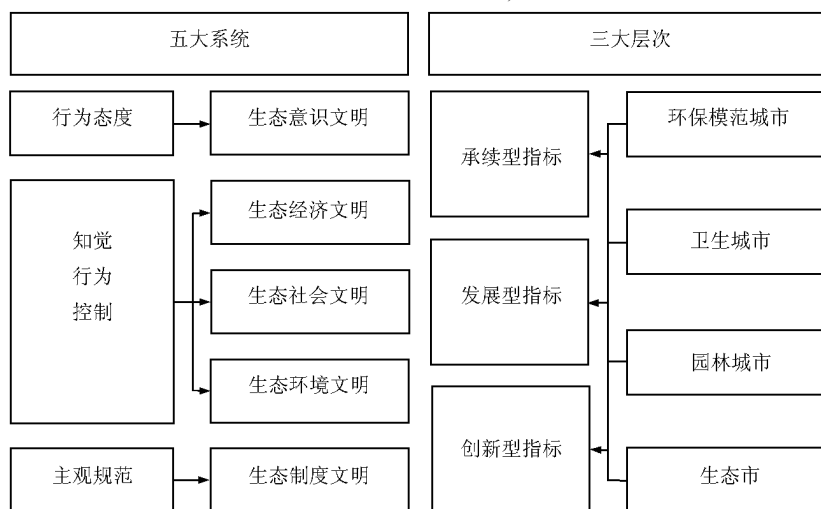 五大系统
三大层次
行为态度
生态意识文明
知觉
行为
控制
生态经济文明
生态社会文明
生态环境文明
主观规范
生态制度文明
承续型指标
发展型指标
创新型指标
环保模范城市
卫生城市
园林城市
生态市